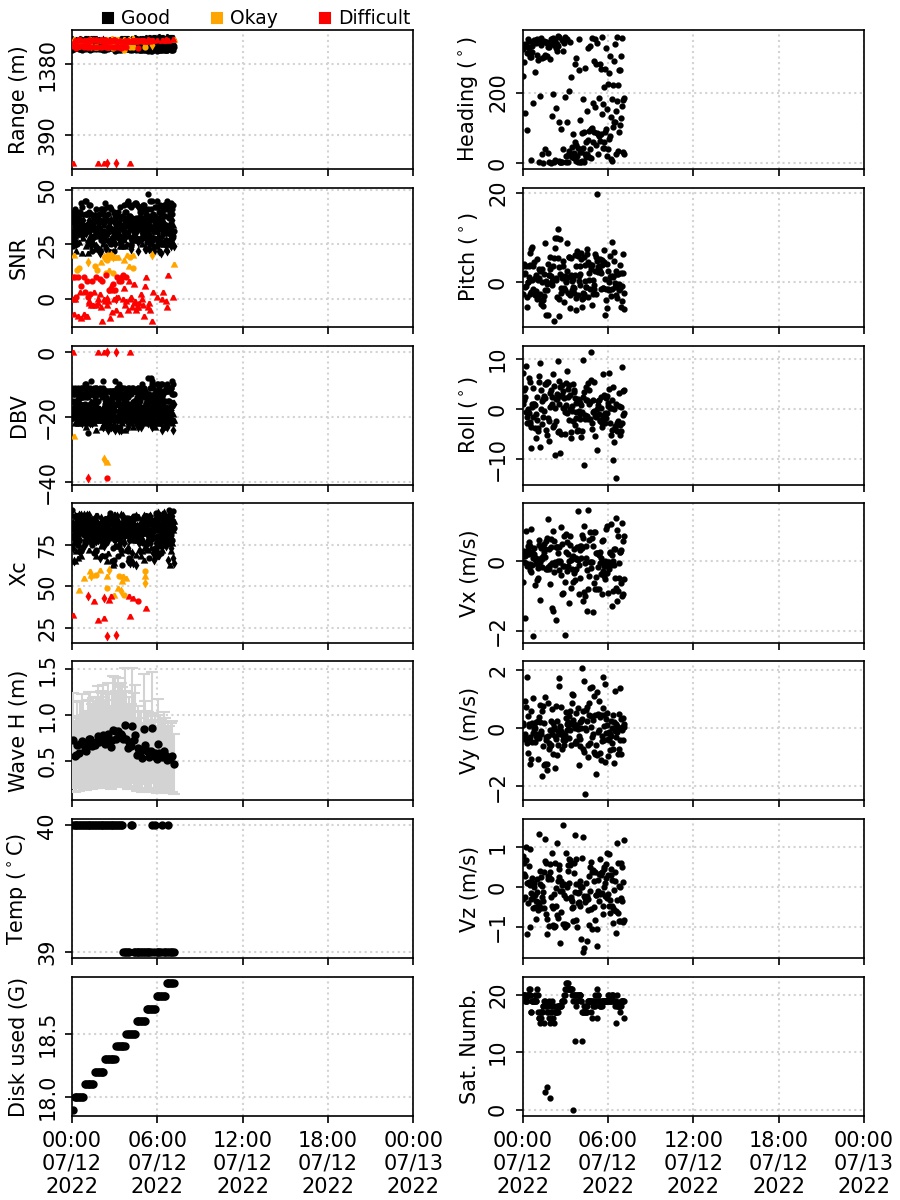 Good Okay Difficult
Range (m)
1380
390
Heading (°)
200
0
SNR
50
25
0
Pitch (°)
20
0
DBV
0
−20
−40
Roll (°)
10
0
−10
Xc
75
50
25
Vx (m/s)
0
−2
Wave H (m)
1.5
1.0
0.5
Vy (m/s)
2
0
−2
Temp (°C)
40
39
Vz (m/s)
1
0
−1
Disk used (G)
18.5
18.0
Sat. Numb.
20
10
0
00:00 06:00 12:00 18:00 00:00
07/12 07/12 07/12 07/12 07/13
2022 2022 2022 2022 2022
00:00 06:00 12:00 18:00 00:00
07/12 07/12 07/12 07/12 07/13
2022 2022 2022 2022 2022